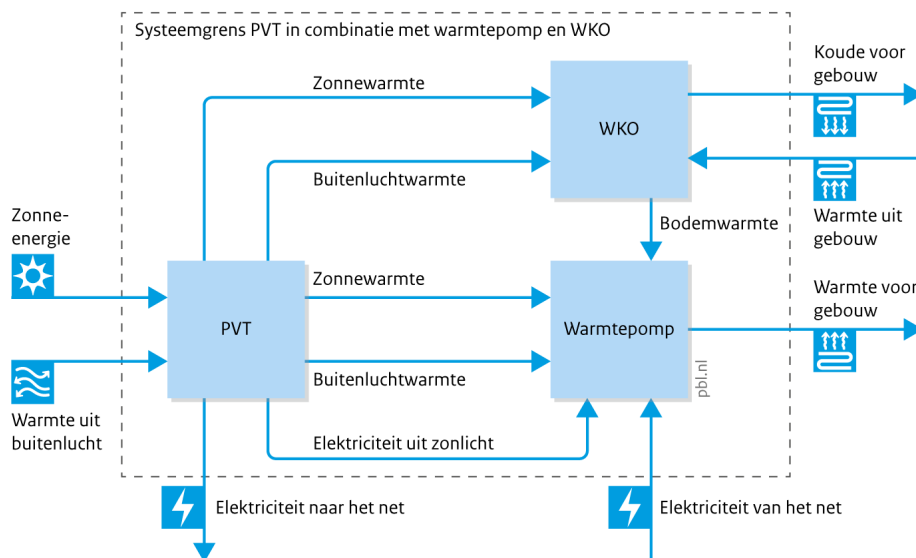 Systeemgrens PVT in combinatie met warmtepomp en WKO
Koude voor
gebouw
Zonnewarmte
WKO
Buitenluchtwarmte
Warmte uit
gebouw
Zonne-
energie
Bodemwarmte
Zonnewarmte
Warmte voor
gebouw
PVT
Warmtepomp
Buitenluchtwarmte
pbl.nl
Warmte uit
buitenlucht
Elektriciteit uit zonlicht
Elektriciteit naar het net
Elektriciteit van het net